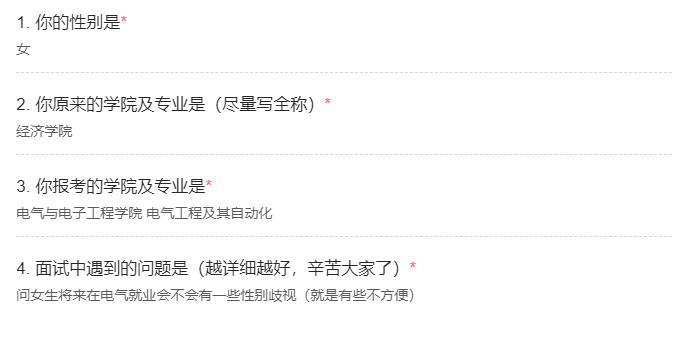 1. 你的性别是*
女
2. 你原来的学院及专业是（尽量写全称）*
经济学院
3. 你报考的学院及专业是*
电气与电子工程学院 电气工程及其自动化
4. 面试中遇到的问题是（越详细越好，辛苦大家了）*
问女生将来在电气就业会不会有一些性别歧视（就是有些不方便）